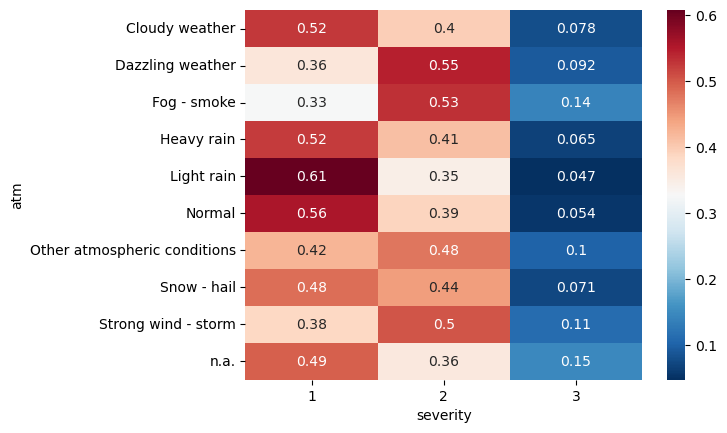 Cloudy weather 0.52 0.4 0.078
Dazzling weather 0.36 0.55 0.092
Fog - smoke 0.33 0.53 0.14
Heavy rain 0.52 0.41 0.065
Light rain 0.61 0.35 0.047
Normal 0.56 0.39 0.054
Other atmospheric conditions 0.42 0.48 0.1
Snow - hail 0.48 0.44 0.071
Strong wind - storm 0.38 0.5 0.11
n.a. 0.49 0.36 0.15
atm
1 2 3
severity
0.6
0.5
0.4
0.3
0.2
0.1